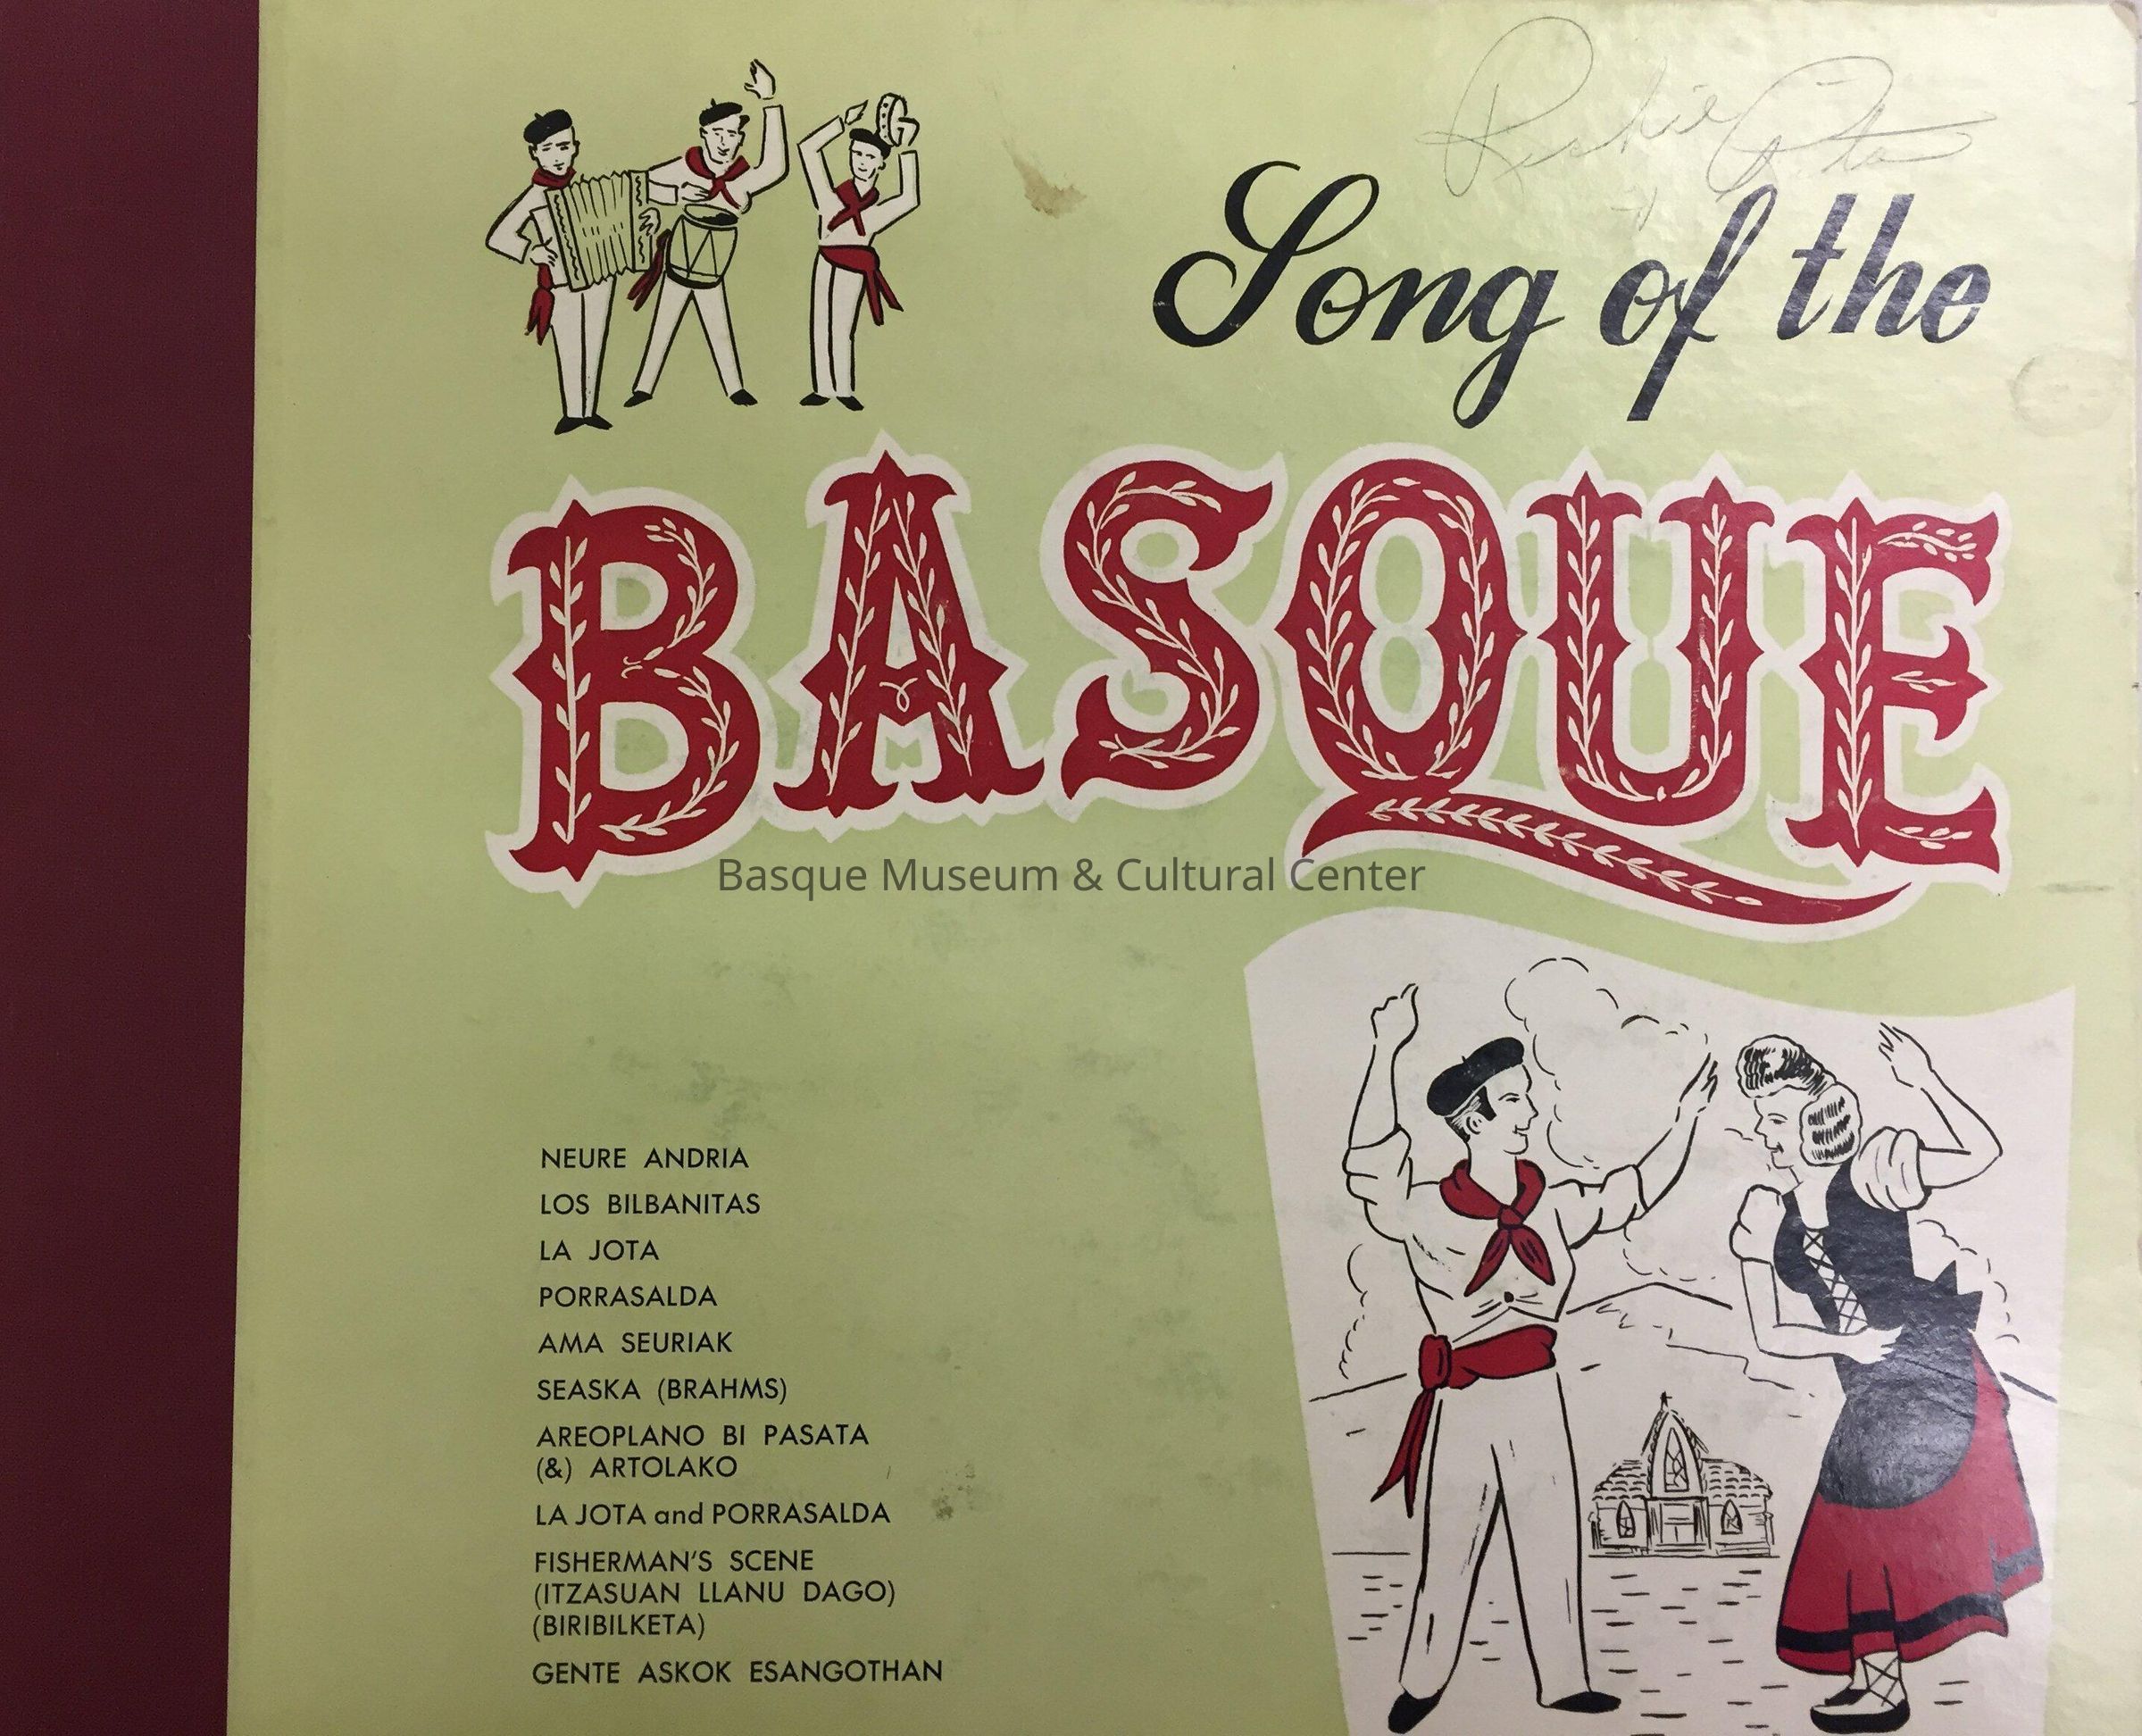 Song of the
BASQUE
Basque Museum & Cultural Center
NEURE ANDRIA
LOS BILBANITAS
LA JOTA
PORRASALDA
AMA SEURIAK
SEASKA (BRAHMS)
AREOPLANO BI PASATA
(&) ARTOLAKO
LA JOTA and PORRASALDA
FISHERMAN'S SCENE
(ITZASUAN LLANU DAGO)
(BIRIBILKETA)
GENTE ASKOK ESANGOTHAN